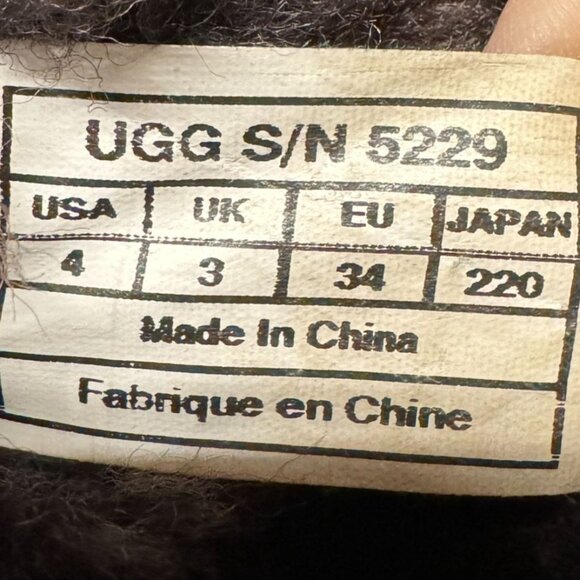 UGG S/N 5229
USA UK EU JAPAN
4 3 34 220
Made In China
Fabrique en Chine